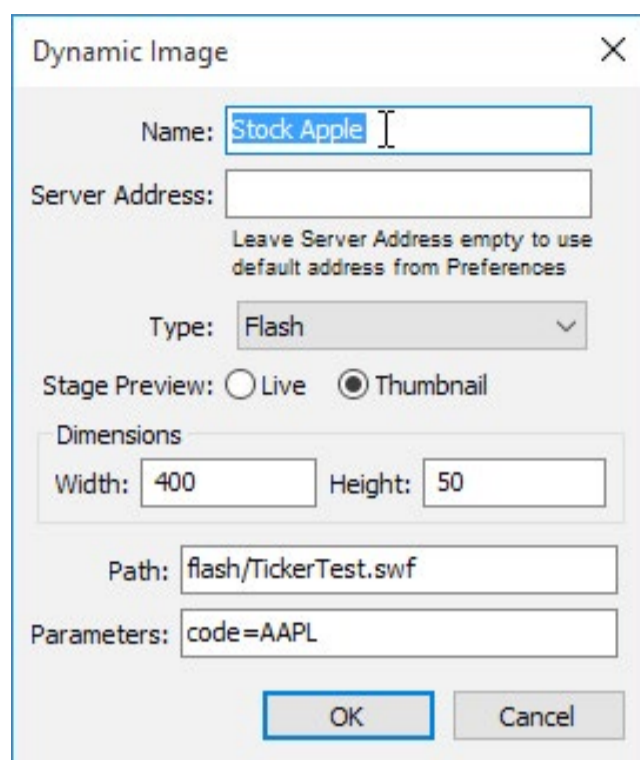 Dynamic Image
Name: Stock Apple
Server Address:
Leave Server Address empty to use
default address from Preferences
Type: Flash
Stage Preview: Live Thumbnail
Dimensions
Width: 400 Height: 50
Path: flash/TickerTest.swf
Parameters: code=AAPL
OK Cancel